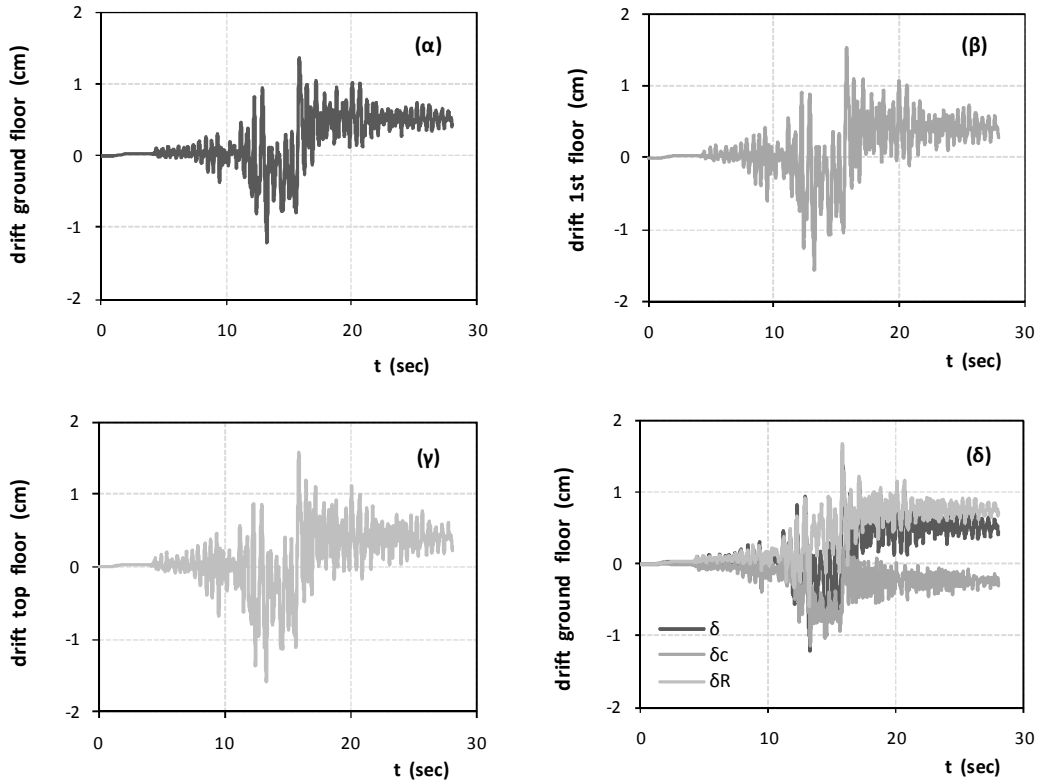 2
1
0
-1
-2
drift ground floor (cm)
(α)
0
10
20
30
t (sec)
2
1
0
-1
-2
drift 1st floor (cm)
(β)
0
10
20
30
t (sec)
2
1
0
-1
-2
drift top floor (cm)
(γ)
0
10
20
30
t (sec)
2
1
0
-1
-2
drift ground floor (cm)
(δ)
δ
δc
δR
0
10
20
30
t (sec)